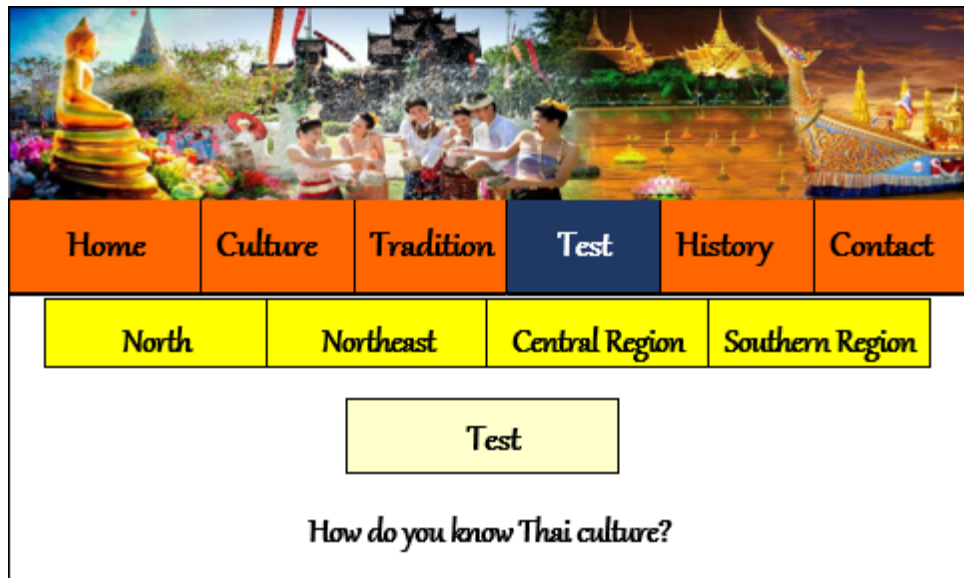 Home Culture Tradition Test History Contact
North Northeast Central Region Southern Region
Test
How do you know Thai culture?